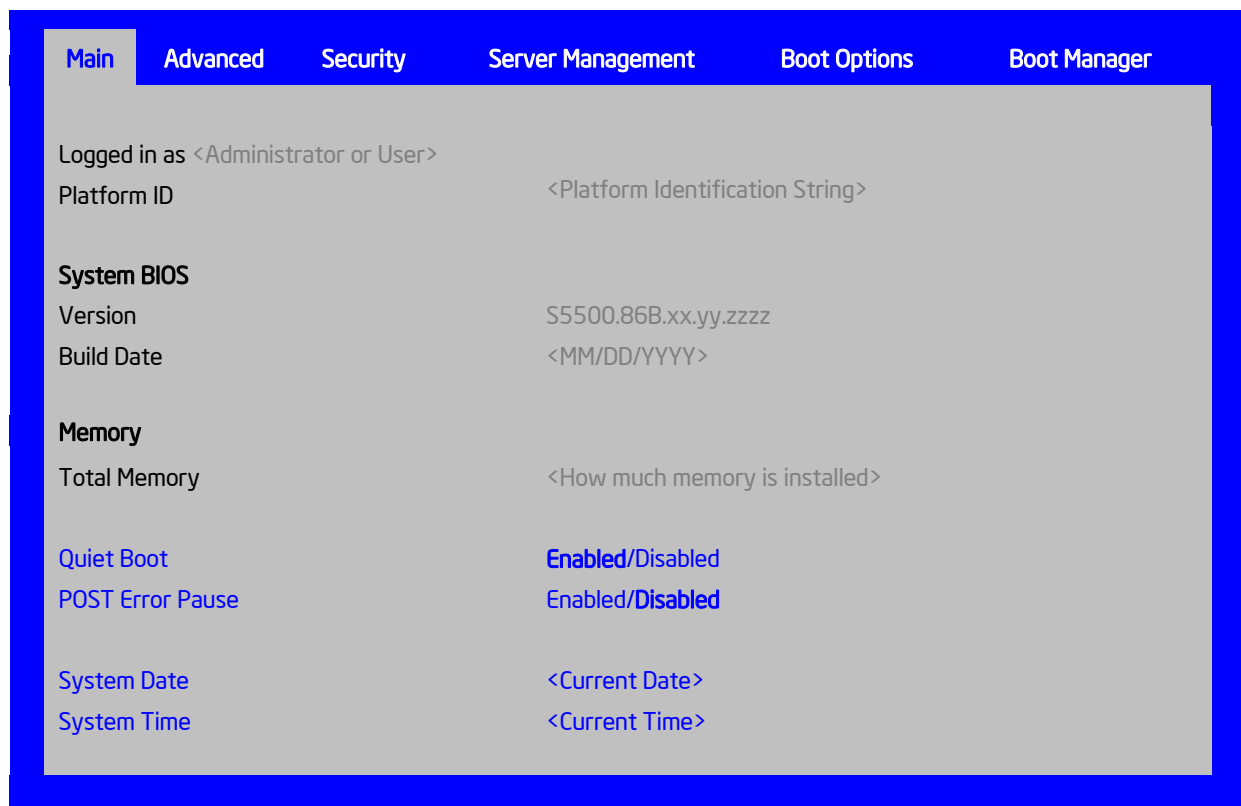 Main Advanced Security Server Management Boot Options Boot Manager
Logged in as <Administrator or User>
Platform ID <Platform Identification String>
System BIOS
Version S5500.86B.xx.yy.zzzz
Build Date <MM/DD/YYYY>
Memory
Total Memory <How much memory is installed>
Quiet Boot Enabled/Disabled
POST Error Pause Enabled/Disabled
System Date <Current Date>
System Time <Current Time>